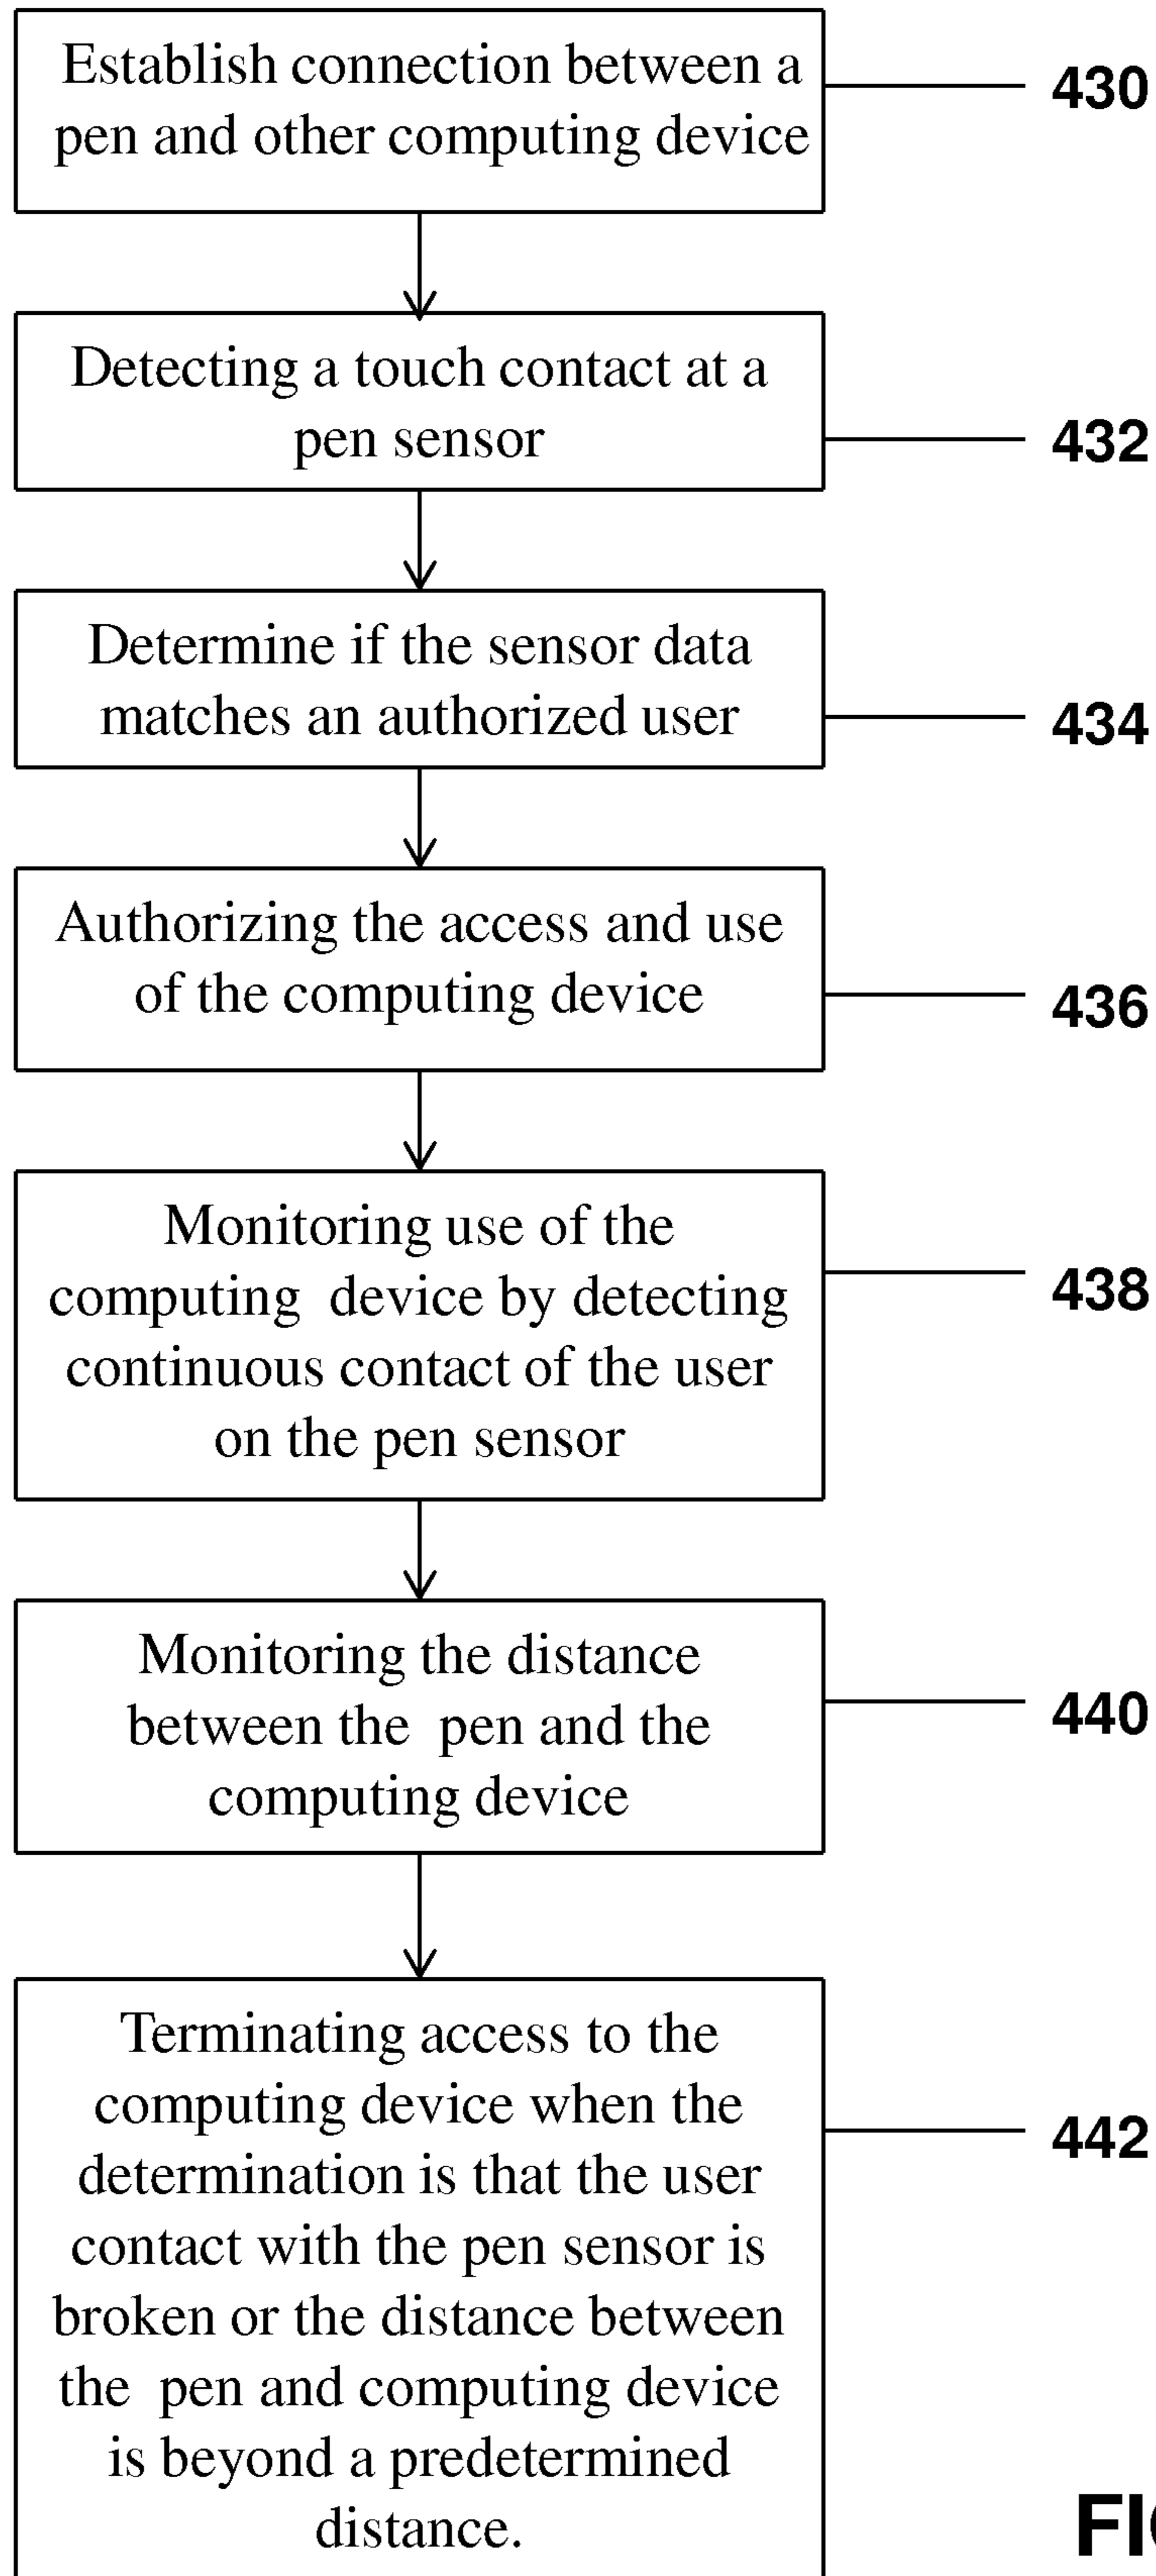 Establish connection between a
pen and other computing device
430
Detecting a touch contact at a
pen sensor
432
Determine if the sensor data
matches an authorized user
434
Authorizing the access and use
of the computing device
436
Monitoring use of the
computing device by detecting
continuous contact of the user
on the pen sensor
438
Monitoring the distance
between the pen and the
computing device
440
Terminating access to the
computing device when the
determination is that the user
contact with the pen sensor is
broken or the distance between
the pen and computing device
is beyond a predetermined
distance.
442